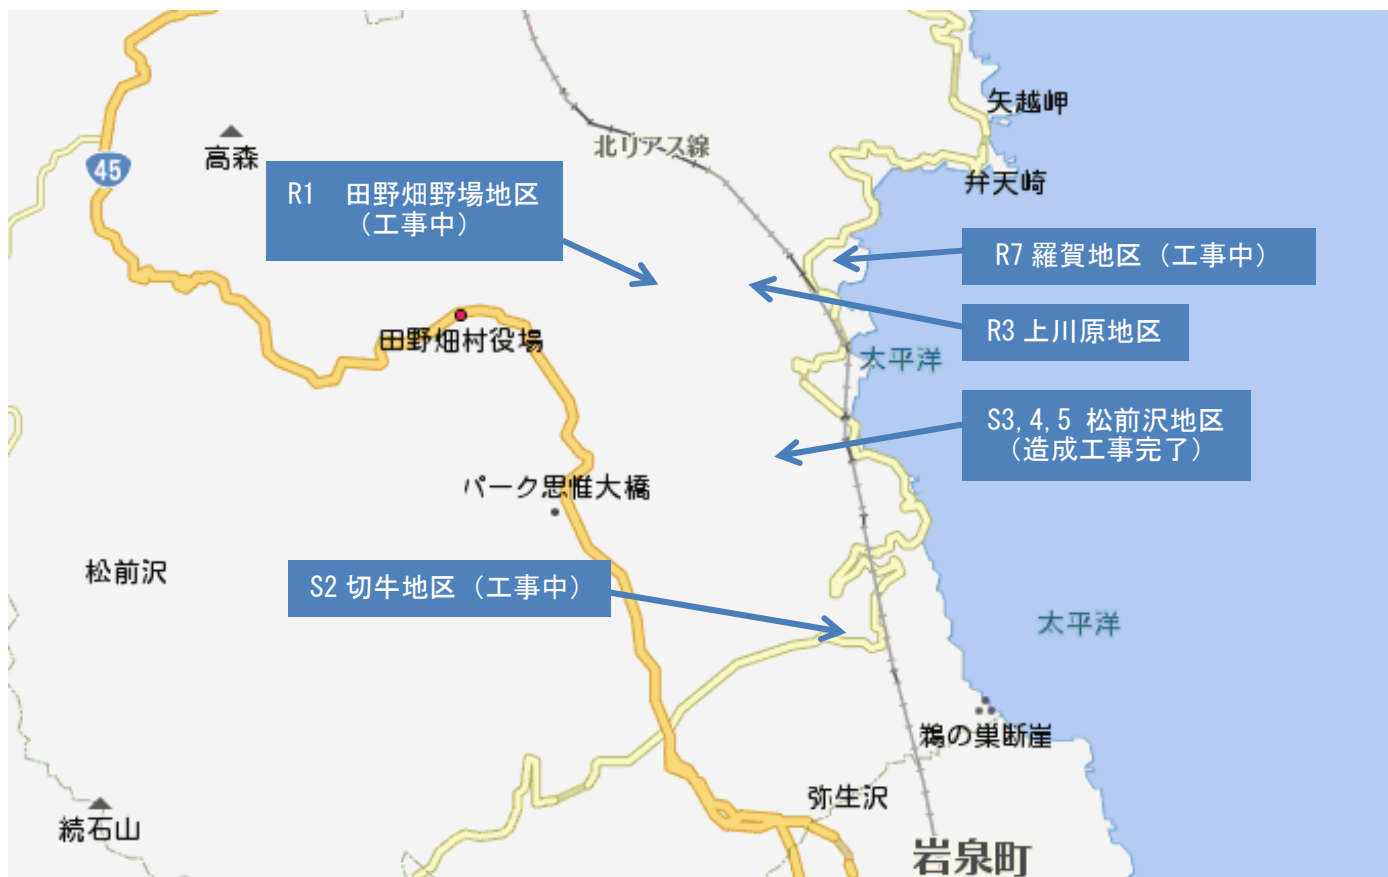 矢越岬
北リアス線
高森
45
弁天崎
R1　田野畑野場地区
（工事中）
R7 羅賀地区（工事中）
田野畑村役場
R3 上川原地区
太平洋
S3,4,5 松前沢地区
（造成工事完了）
パーク思惟大橋
松前沢
S2 切牛地区（工事中）
太平洋
鵜の巣断崖
弥生沢
続石山
岩泉町